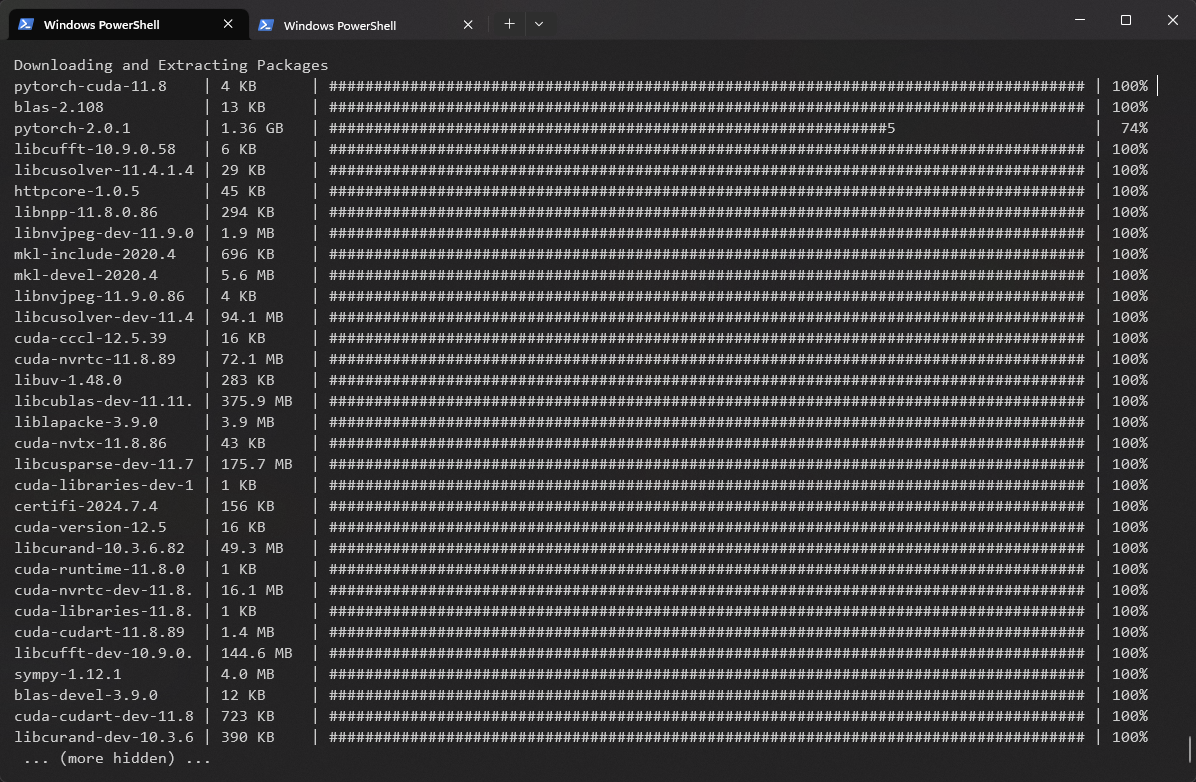 Windows PowerShell
Windows PowerShell
Downloading and Extracting Packages
pytorch-cuda-11.8 | 4 KB | #################################################################################### | 100%
blas-2.108 | 13 KB | #################################################################################### | 100%
pytorch-2.0.1 | 1.36 GB | ##############################################################5 | 74%
libcufft-10.9.0.58 | 6 KB | #################################################################################### | 100%
libcusolver-11.4.1.4 | 29 KB | #################################################################################### | 100%
httpcore-1.0.5 | 45 KB | #################################################################################### | 100%
libnpp-11.8.0.86 | 294 KB | #################################################################################### | 100%
libnvjpeg-dev-11.9.0 | 1.9 MB | #################################################################################### | 100%
mkl-include-2020.4 | 696 KB | #################################################################################### | 100%
mkl-devel-2020.4 | 5.6 MB | #################################################################################### | 100%
libnvjpeg-11.9.0.86 | 4 KB | #################################################################################### | 100%
libcusolver-dev-11.4 | 94.1 MB | #################################################################################### | 100%
cuda-cccl-12.5.39 | 16 KB | #################################################################################### | 100%
cuda-nvrtc-11.8.89 | 72.1 MB | #################################################################################### | 100%
libuv-1.48.0 | 283 KB | #################################################################################### | 100%
libcublas-dev-11.11. | 375.9 MB | #################################################################################### | 100%
liblapacke-3.9.0 | 3.9 MB | #################################################################################### | 100%
cuda-nvtx-11.8.86 | 43 KB | #################################################################################### | 100%
libcusparse-dev-11.7 | 175.7 MB | #################################################################################### | 100%
cuda-libraries-dev-1 | 1 KB | #################################################################################### | 100%
certifi-2024.7.4 | 156 KB | #################################################################################### | 100%
cuda-version-12.5 | 16 KB | #################################################################################### | 100%
libcurand-10.3.6.82 | 49.3 MB | #################################################################################### | 100%
cuda-runtime-11.8.0 | 1 KB | #################################################################################### | 100%
cuda-nvrtc-dev-11.8. | 16.1 MB | #################################################################################### | 100%
cuda-libraries-11.8. | 1 KB | #################################################################################### | 100%
cuda-cudart-11.8.89 | 1.4 MB | #################################################################################### | 100%
libcufft-dev-10.9.0. | 144.6 MB | #################################################################################### | 100%
sympy-1.12.1 | 4.0 MB | #################################################################################### | 100%
blas-devel-3.9.0 | 12 KB | #################################################################################### | 100%
cuda-cudart-dev-11.8 | 723 KB | #################################################################################### | 100%
libcurand-dev-10.3.6 | 390 KB | #################################################################################### | 100%
... (more hidden) ...